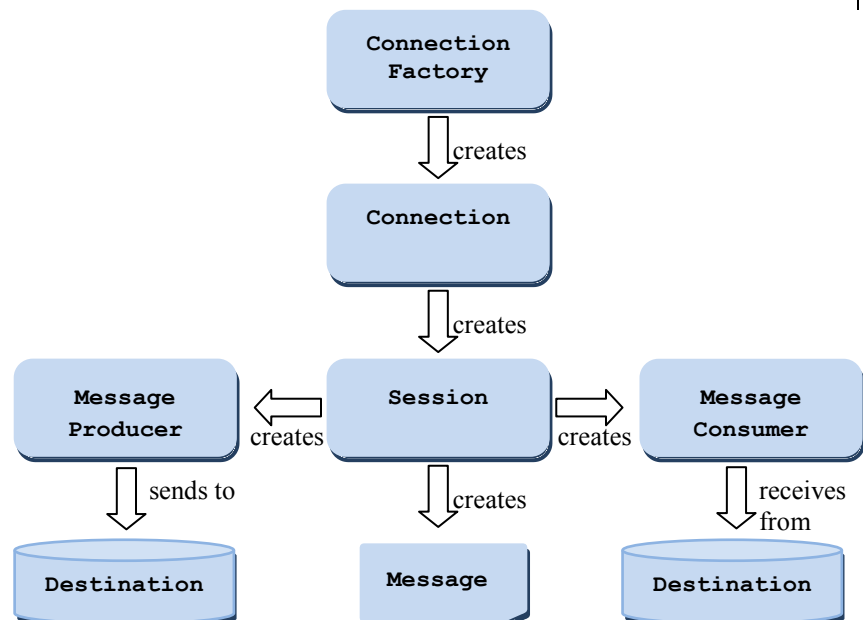 Connection
Factory
creates
Connection
creates
Message
Producer
creates
Session
creates
Message
Consumer
sends to
creates
receives
from
Destination
Message
Destination